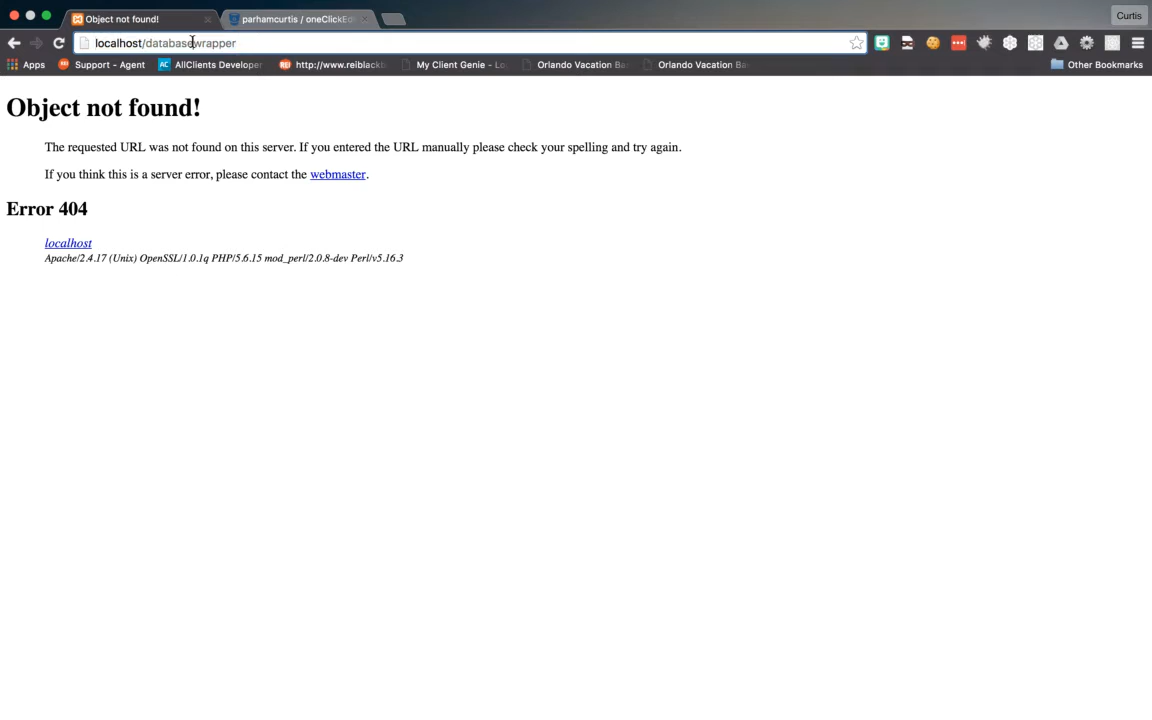 Object not found!
parhamcurtis / oneClickEdi
Curtis
localhost/databasewrapper
Apps
Support - Agent
AC
AllClients Developer
REI
http://www.reiblackb
My Client Genie - Lo
Orlando Vacation Ba
Orlando Vacation Ba
Other Bookmarks
Object not found!
The requested URL was not found on this server. If you entered the URL manually please check your spelling and try again.
If you think this is a server error, please contact the webmaster.
Error 404
localhost
Apache/2.4.17 (Unix) OpenSSL/1.0.1q PHP/5.6.15 mod_perl/2.0.8-dev Perl/v5.16.3